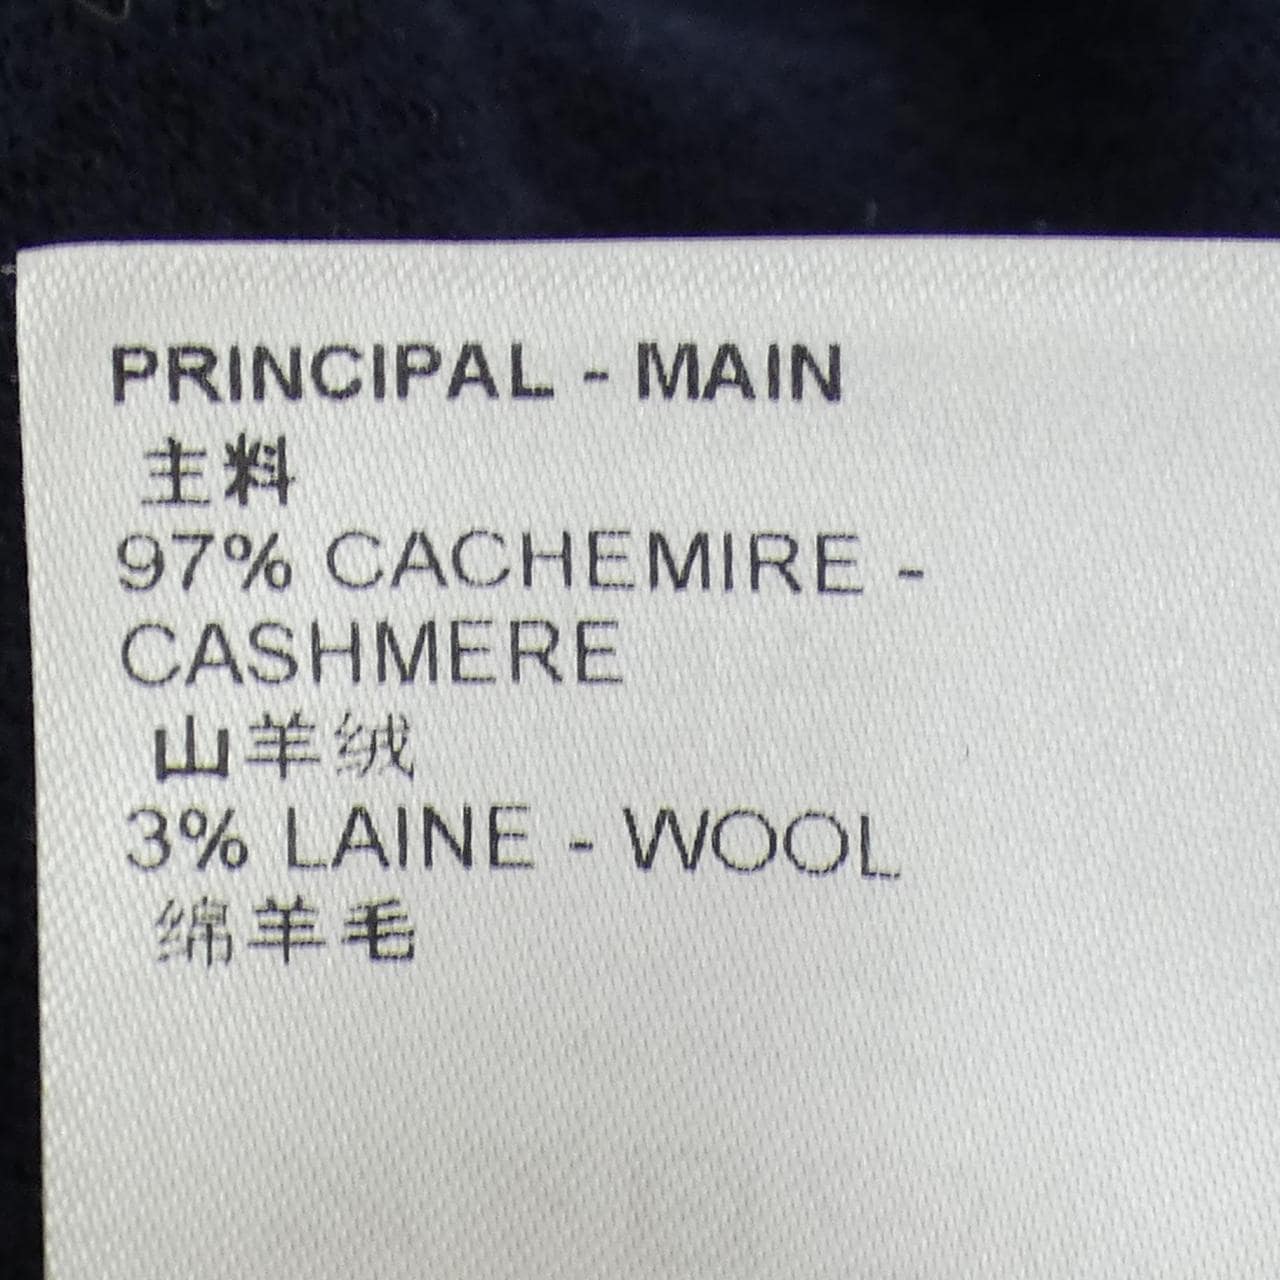 PRINCIPAL - MAIN
主料
97% CACHEMIRE -
CASHMERE
山羊绒
3% LAINE - WOOL
绵羊毛